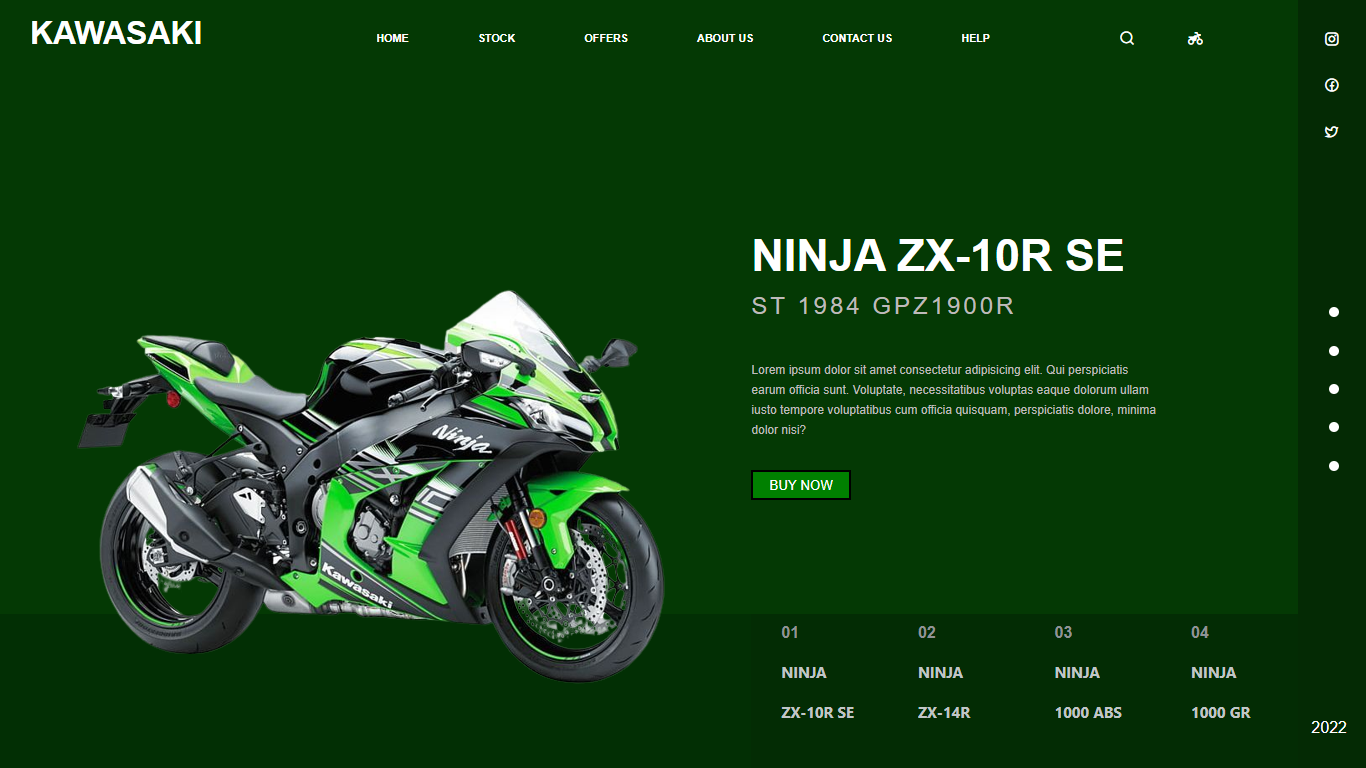 KAWASAKI
HOME STOCK OFFERS ABOUT US CONTACT US HELP
NINJA ZX-10R SE
ST 1984 GPZ1900R
Lorem ipsum dolor sit amet consectetur adipisicing elit. Qui perspiciatis
earum officia sunt. Voluptate, necessitatibus voluptas eaque dolorum ullam
iusto tempore voluptatibus cum officia quisquam, perspiciatis dolore, minima
dolor nisi?
BUY NOW
Ninja
Kawasaki
01 02 03 04
NINJA NINJA NINJA NINJA
ZX-10R SE ZX-14R 1000 ABS 1000 GR
2022